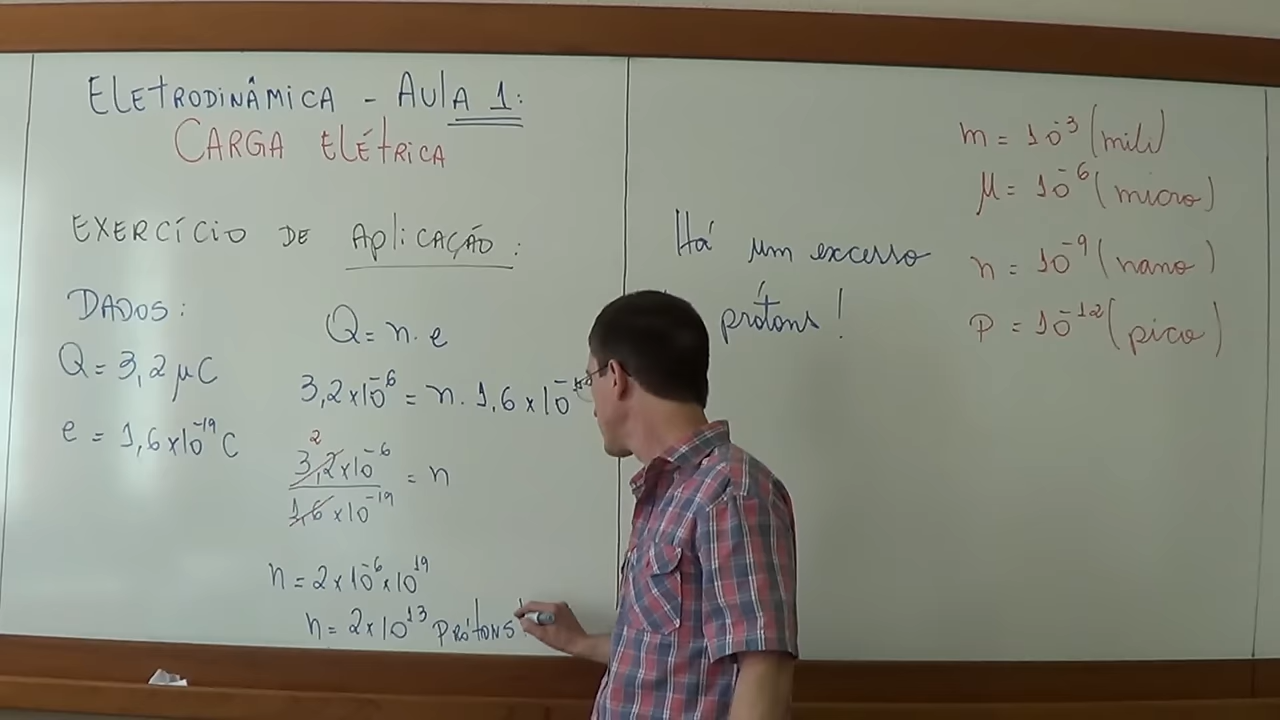 ELETRODINÂMICA - AULA 1:
CARGA ELÉTRICA
EXERCÍCIO DE APLICAÇÃO:
DADOS:
Q = 3,2 μC
e = 1,6 x 10⁻¹⁹ C
Q = n . e
3,2 x 10⁻⁶ = n . 1,6 x 10
2
3,2 x 10⁻⁶ / 1,6 x 10⁻¹⁹ = n
n = 2 x 10⁻⁶ x 10¹⁹
n = 2 x 10¹³ PRÓTONS!
Há um excesso
prótons!
m = 10⁻³ (mili)
μ = 10⁻⁶ (micro)
n = 10⁻⁹ (nano)
P = 10⁻¹² (pico)